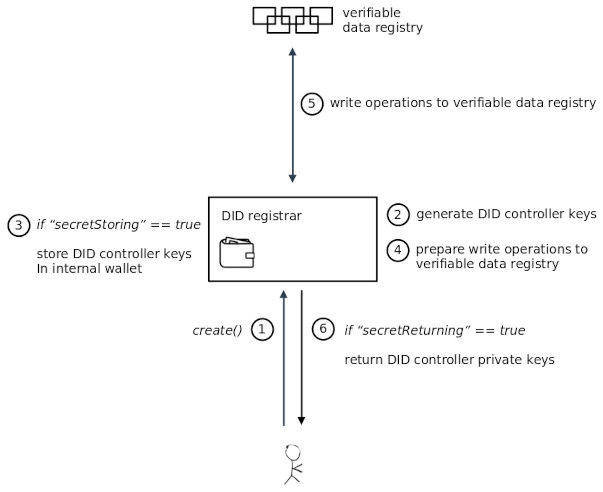 verifiable
data registry
5 write operations to verifiable data registry
DID registrar
2 generate DID controller keys
3 if “secretStoring” == true
store DID controller keys
In internal wallet
4 prepare write operations to
verifiable data registry
create() 1
6 if “secretReturning” == true
return DID controller private keys